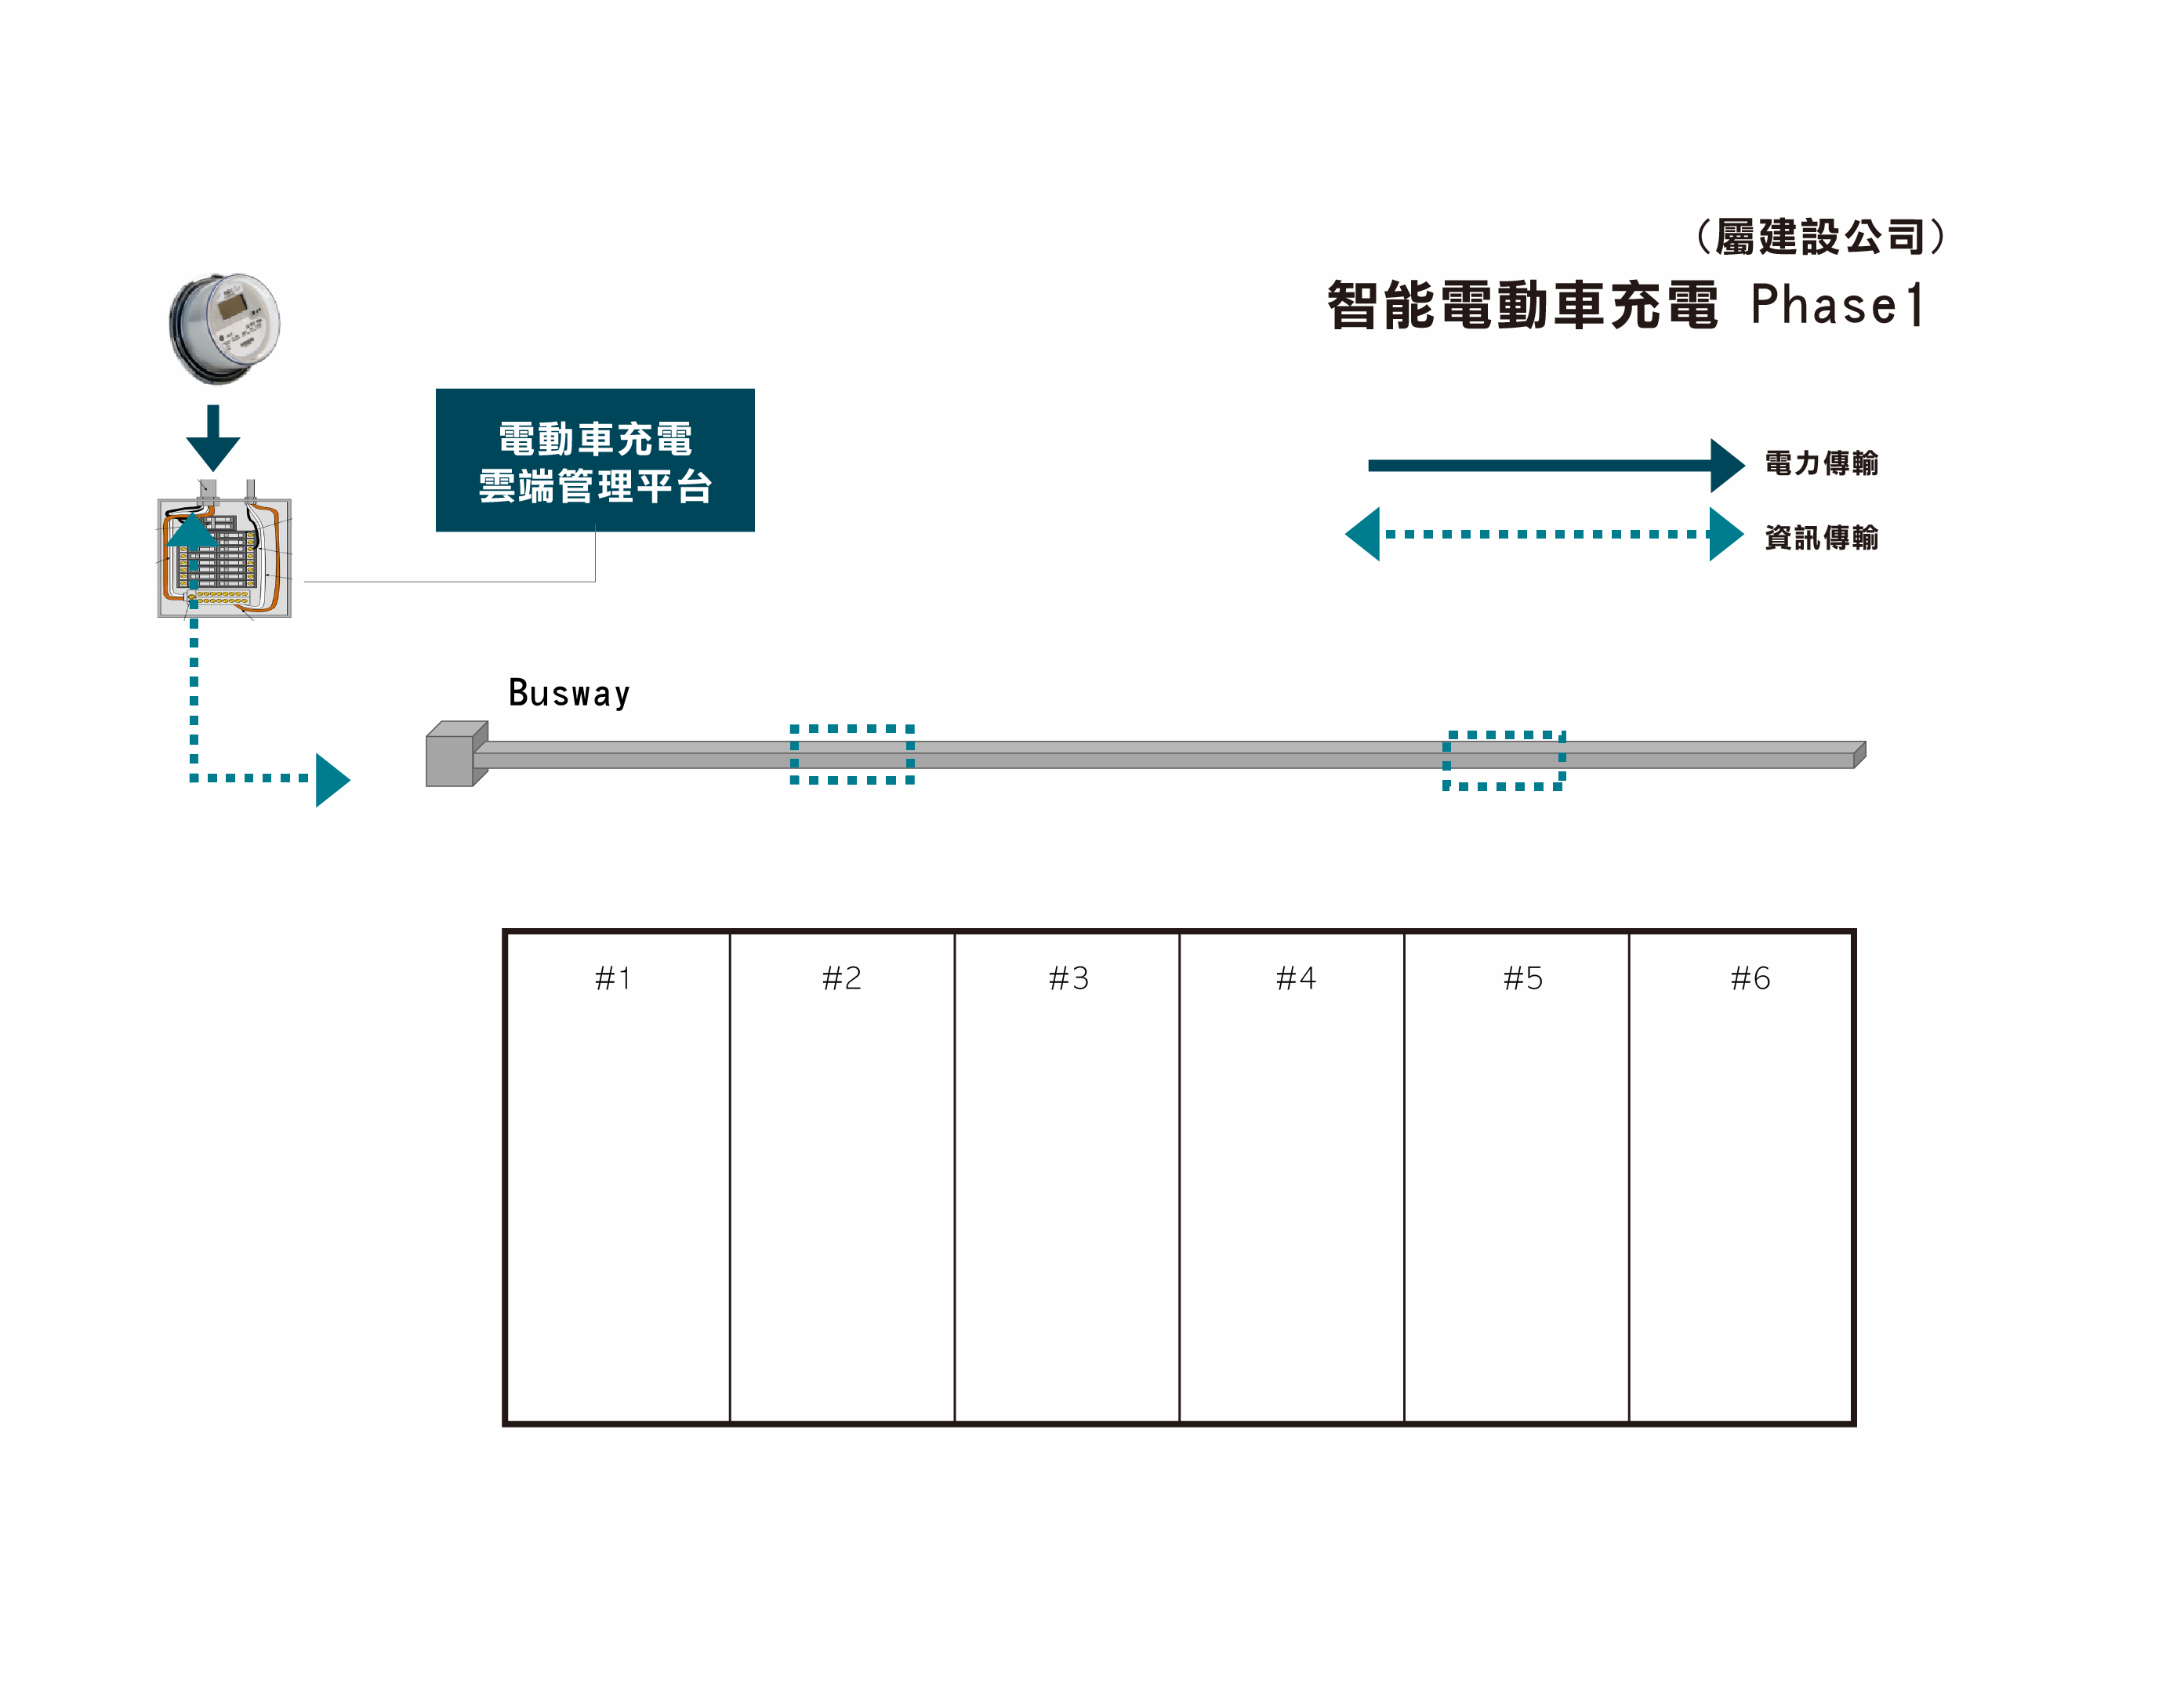 （屬建設公司）
智能電動車充電 Phase1
電動車充電
雲端管理平台
電力傳輸
資訊傳輸
Busway
#1
#2
#3
#4
#5
#6